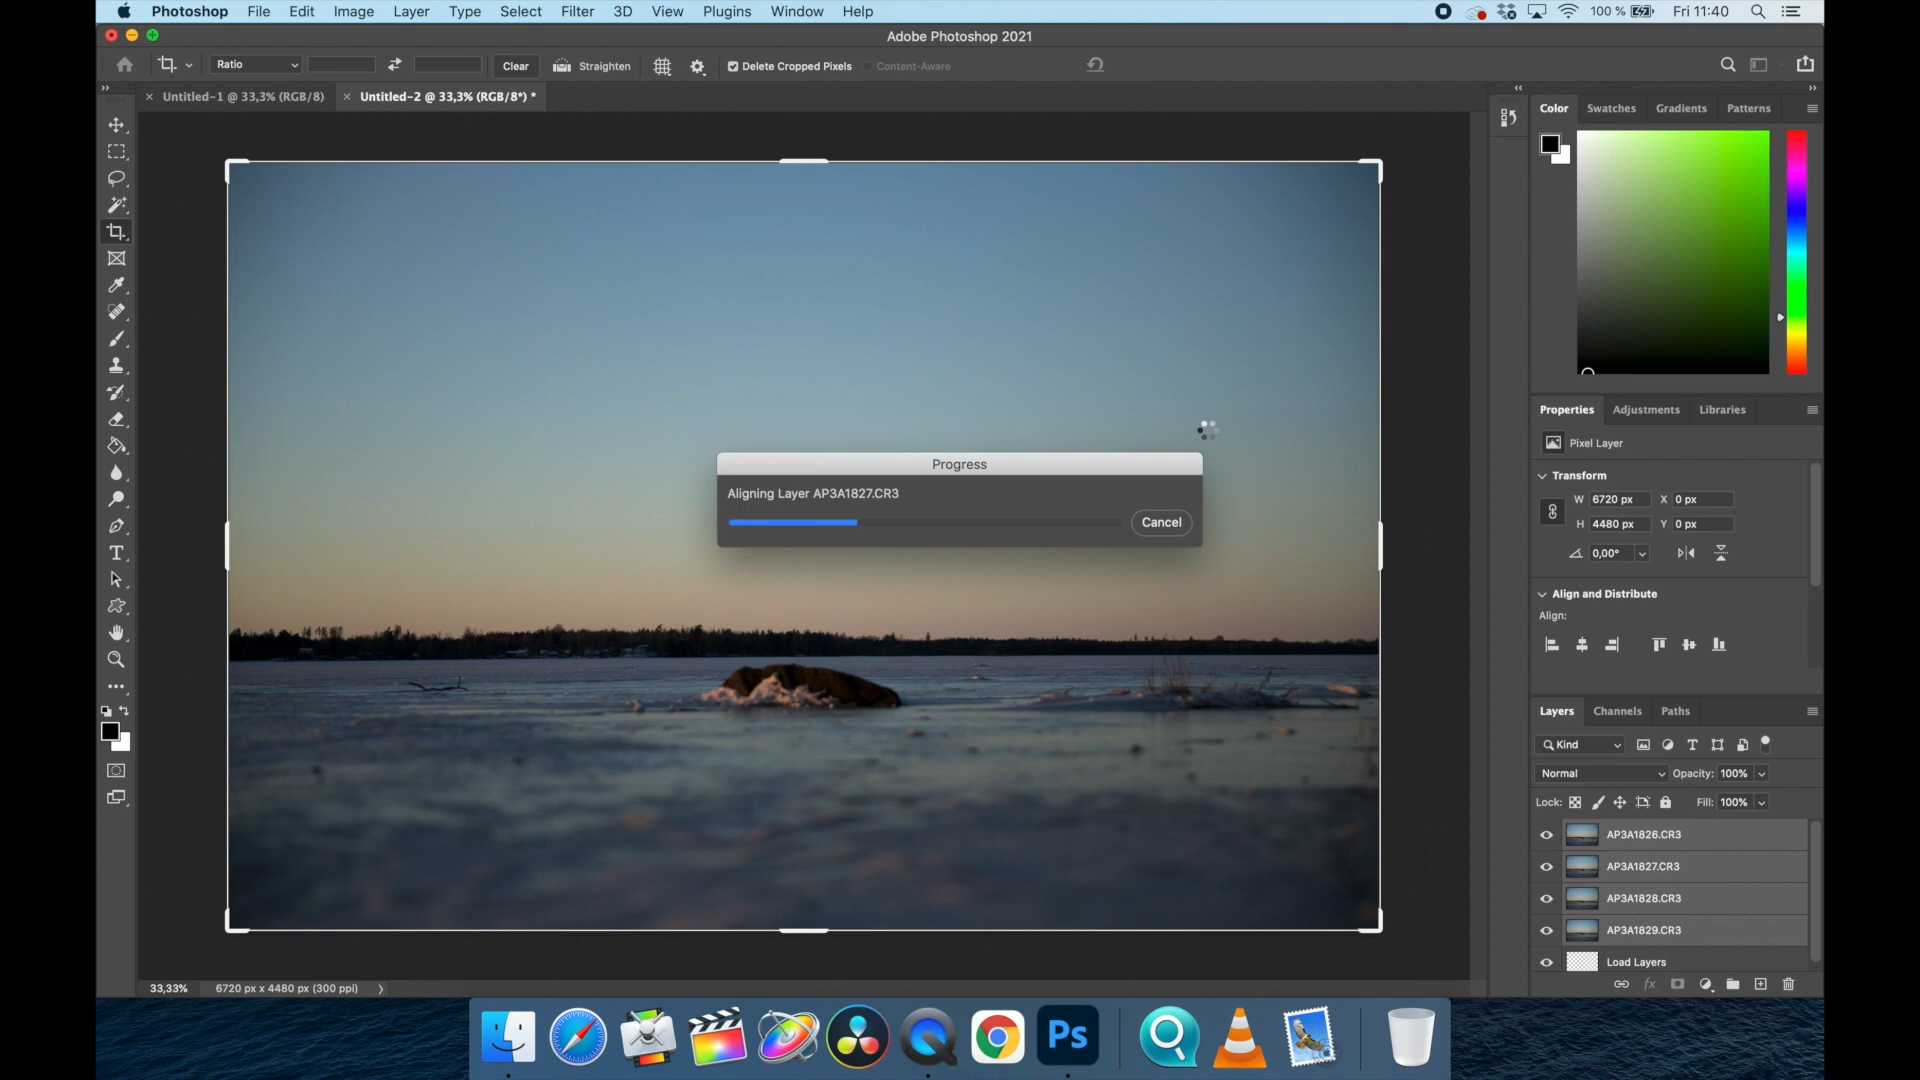 Photoshop File Edit Image Layer Type Select Filter 3D View Plugins Window Help 100 % Fri 11:40
Adobe Photoshop 2021
Ratio Clear Straighten Delete Cropped Pixels Content-Aware
Untitled-1 @ 33,3% (RGB/8) Untitled-2 @ 33,3% (RGB/8*) *
Color Swatches Gradients Patterns
Properties Adjustments Libraries
Pixel Layer
Progress
Aligning Layer AP3A1827.CR3
Cancel
Transform
W 6720 px X 0 px
H 4480 px Y 0 px
0,00°
Align and Distribute
Align:
Layers Channels Paths
Kind
Normal Opacity: 100%
Lock: Fill: 100%
AP3A1826.CR3
AP3A1827.CR3
AP3A1828.CR3
AP3A1829.CR3
Load Layers
33,33% 6720 px x 4480 px (300 ppi)
Ps